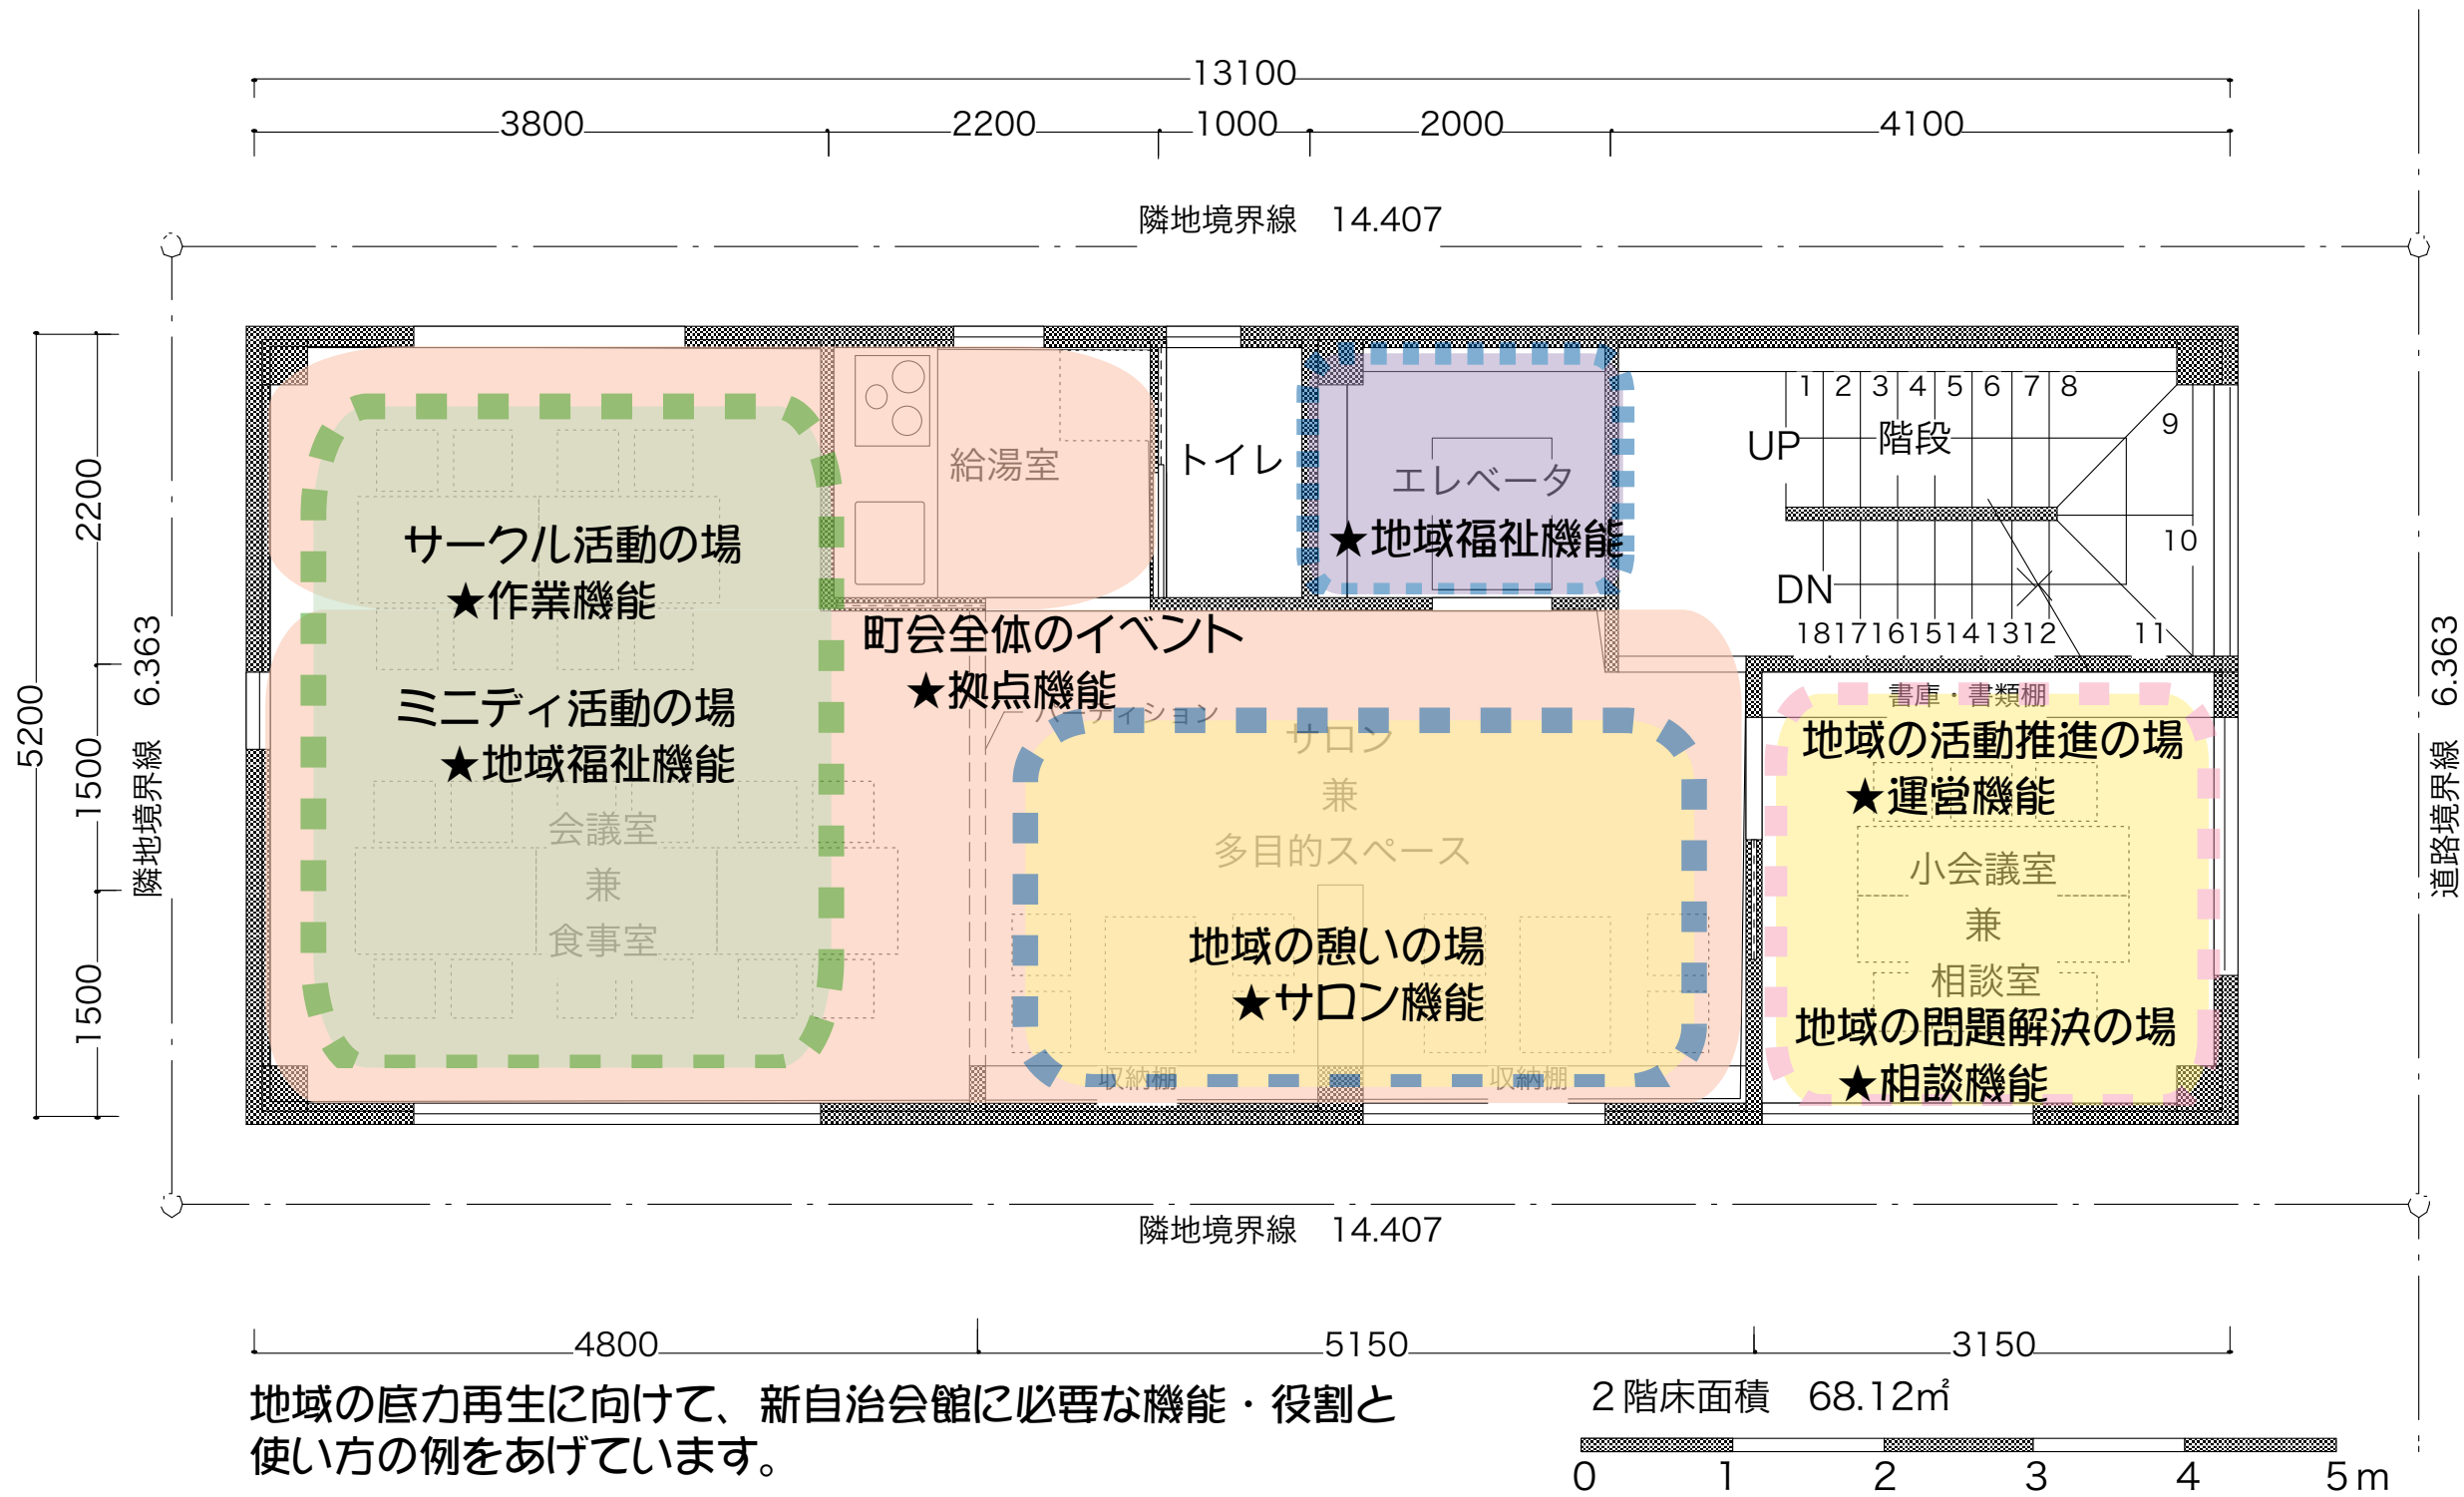 13100
3800
2200
1000
2000
4100
隣地境界線　14.407
1
2
3
4
5
6
7
8
9
UP
階段
給湯室
トイレ
エレベータ
★地域福祉機能
サークル活動の場
★作業機能
10
DN
18
17
16
15
14
13
12
11
町会全体のイベント
★拠点機能
パーティション
ミニディ活動の場
★地域福祉機能
会議室
兼
食事室
サロン
兼
多目的スペース
地域の憩いの場
★サロン機能
収納棚
収納棚
書庫・書類棚
地域の活動推進の場
★運営機能
小会議室
兼
相談室
地域の問題解決の場
★相談機能
5200
2200
1500
1500
隣地境界線　6.363
道路境界線　6.363
隣地境界線　14.407
4800
5150
3150
地域の底力再生に向けて、新自治会館に必要な機能・役割と
使い方の例をあげています。
２階床面積　68.12㎡
0
1
2
3
4
5m